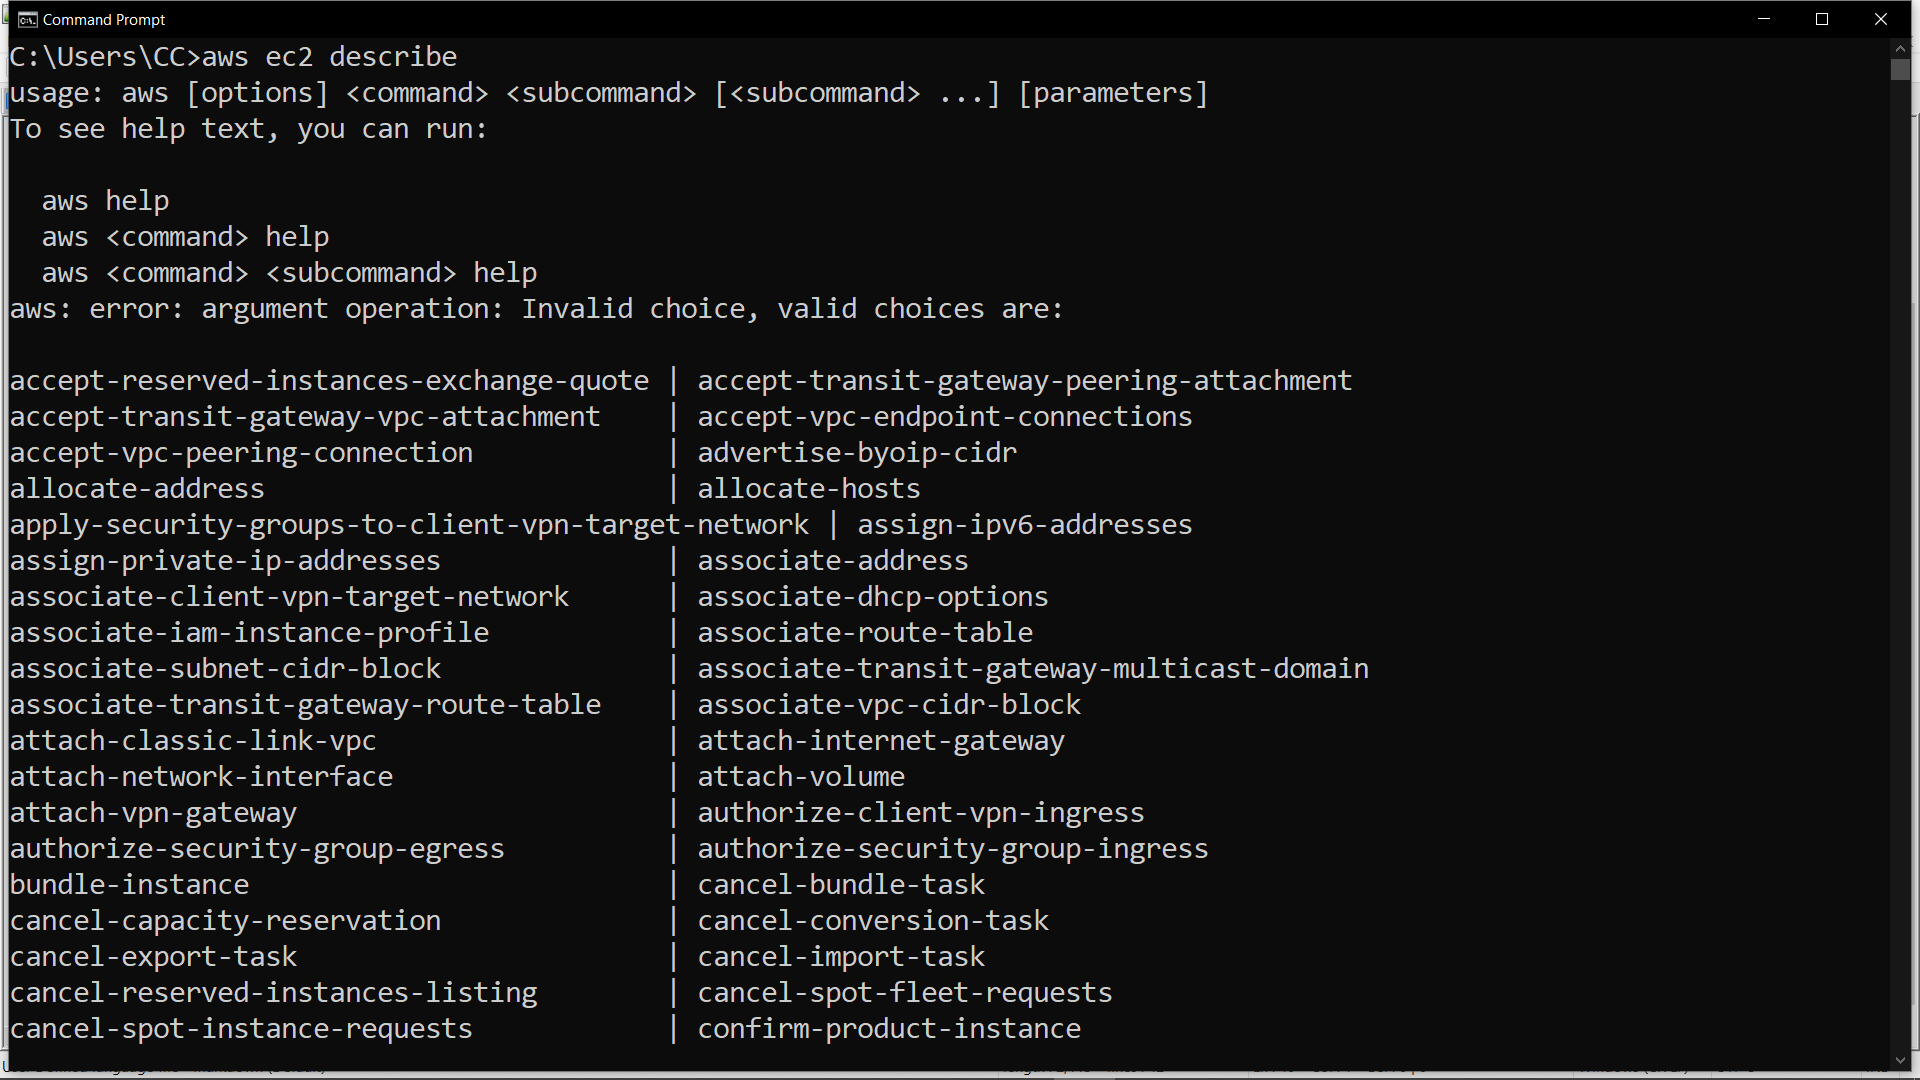 Command Prompt
C:\Users\CC>aws ec2 describe
usage: aws [options] <command> <subcommand> [<subcommand> ...] [parameters]
To see help text, you can run:
  aws help
  aws <command> help
  aws <command> <subcommand> help
aws: error: argument operation: Invalid choice, valid choices are:
accept-reserved-instances-exchange-quote | accept-transit-gateway-peering-attachment
accept-transit-gateway-vpc-attachment    | accept-vpc-endpoint-connections
accept-vpc-peering-connection            | advertise-byoip-cidr
allocate-address                         | allocate-hosts
apply-security-groups-to-client-vpn-target-network | assign-ipv6-addresses
assign-private-ip-addresses              | associate-address
associate-client-vpn-target-network      | associate-dhcp-options
associate-iam-instance-profile           | associate-route-table
associate-subnet-cidr-block              | associate-transit-gateway-multicast-domain
associate-transit-gateway-route-table    | associate-vpc-cidr-block
attach-classic-link-vpc                  | attach-internet-gateway
attach-network-interface                 | attach-volume
attach-vpn-gateway                       | authorize-client-vpn-ingress
authorize-security-group-egress          | authorize-security-group-ingress
bundle-instance                          | cancel-bundle-task
cancel-capacity-reservation              | cancel-conversion-task
cancel-export-task                       | cancel-import-task
cancel-reserved-instances-listing        | cancel-spot-fleet-requests
cancel-spot-instance-requests            | confirm-product-instance